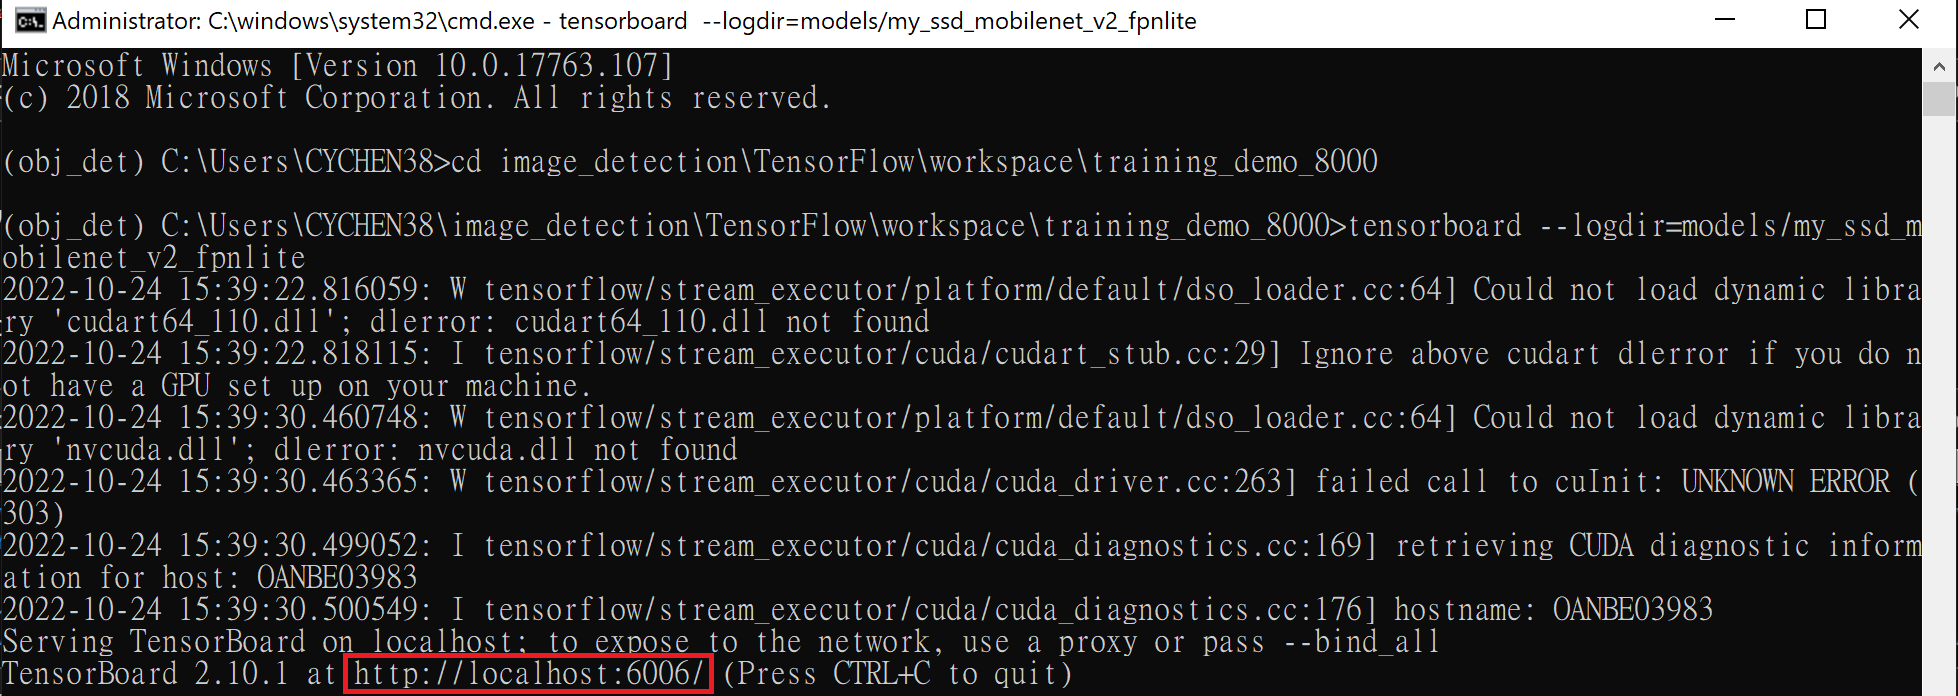 Administrator: C:\windows\system32\cmd.exe - tensorboard  --logdir=models/my_ssd_mobilenet_v2_fpnlite
Microsoft Windows [Version 10.0.17763.107]
(c) 2018 Microsoft Corporation. All rights reserved.
(obj_det) C:\Users\CYCHEN38>cd image_detection\TensorFlow\workspace\training_demo_8000
(obj_det) C:\Users\CYCHEN38\image_detection\TensorFlow\workspace\training_demo_8000>tensorboard --logdir=models/my_ssd_m
obilenet_v2_fpnlite
2022-10-24 15:39:22.816059: W tensorflow/stream_executor/platform/default/dso_loader.cc:64] Could not load dynamic libra
ry 'cudart64_110.dll'; dlerror: cudart64_110.dll not found
2022-10-24 15:39:22.818115: I tensorflow/stream_executor/cuda/cudart_stub.cc:29] Ignore above cudart dlerror if you do n
ot have a GPU set up on your machine.
2022-10-24 15:39:30.460748: W tensorflow/stream_executor/platform/default/dso_loader.cc:64] Could not load dynamic libra
ry 'nvcuda.dll'; dlerror: nvcuda.dll not found
2022-10-24 15:39:30.463365: W tensorflow/stream_executor/cuda/cuda_driver.cc:263] failed call to cuInit: UNKNOWN ERROR (
303)
2022-10-24 15:39:30.499052: I tensorflow/stream_executor/cuda/cuda_diagnostics.cc:169] retrieving CUDA diagnostic inform
ation for host: OANBE03983
2022-10-24 15:39:30.500549: I tensorflow/stream_executor/cuda/cuda_diagnostics.cc:176] hostname: OANBE03983
Serving TensorBoard on localhost; to expose to the network, use a proxy or pass --bind_all
TensorBoard 2.10.1 at http://localhost:6006/ (Press CTRL+C to quit)